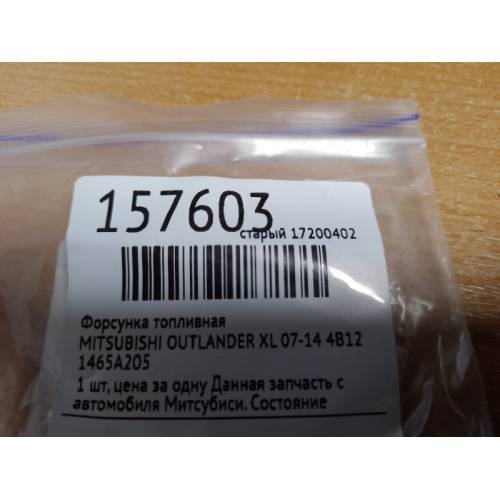 157603
старый 17200402
Форсунка топливная
MITSUBISHI OUTLANDER XL 07-14 4B12
1465A205
1 шт, цена за одну Данная запчасть с
автомобиля Митсубиси. Состояние